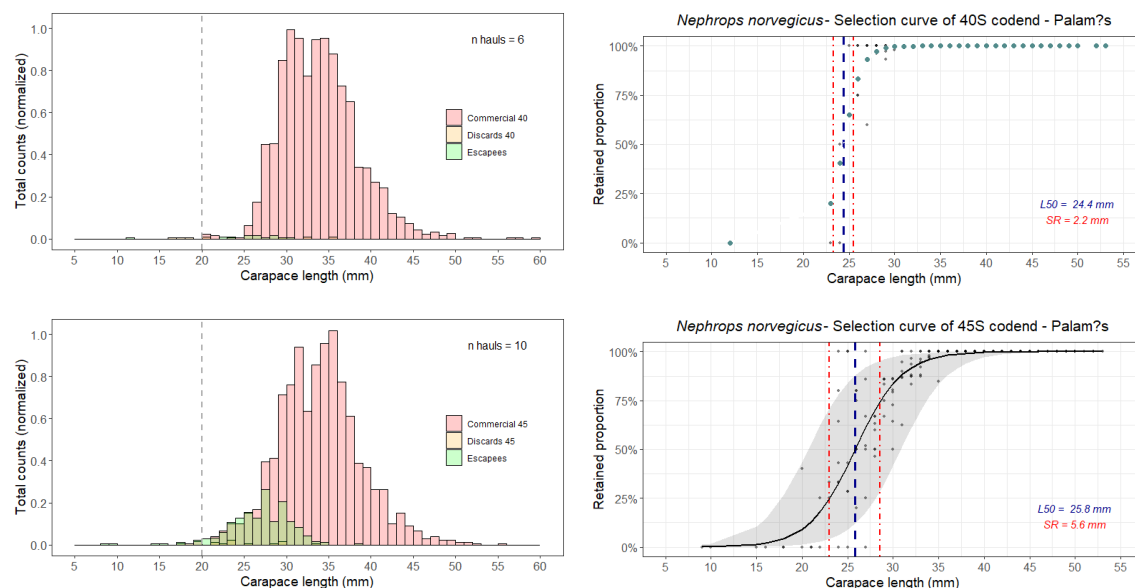 n hauls = 6
Total counts (normalized)
1.0
0.8
0.6
0.4
0.2
0.0
Commercial 40
Discards 40
Escapees
5 10 15 20 25 30 35 40 45 50 55 60
Carapace length (mm)
Nephrops norvegicus- Selection curve of 40S codend - Palam?s
Retained proportion
100%
75%
50%
25%
0%
L50 = 24.4 mm
SR = 2.2 mm
5 10 15 20 25 30 35 40 45 50 55
Carapace length (mm)
n hauls = 10
Total counts (normalized)
1.0
0.8
0.6
0.4
0.2
0.0
Commercial 45
Discards 45
Escapees
5 10 15 20 25 30 35 40 45 50 55 60
Carapace length (mm)
Nephrops norvegicus- Selection curve of 45S codend - Palam?s
Retained proportion
100%
75%
50%
25%
0%
L50 = 25.8 mm
SR = 5.6 mm
5 10 15 20 25 30 35 40 45 50 55
Carapace length (mm)